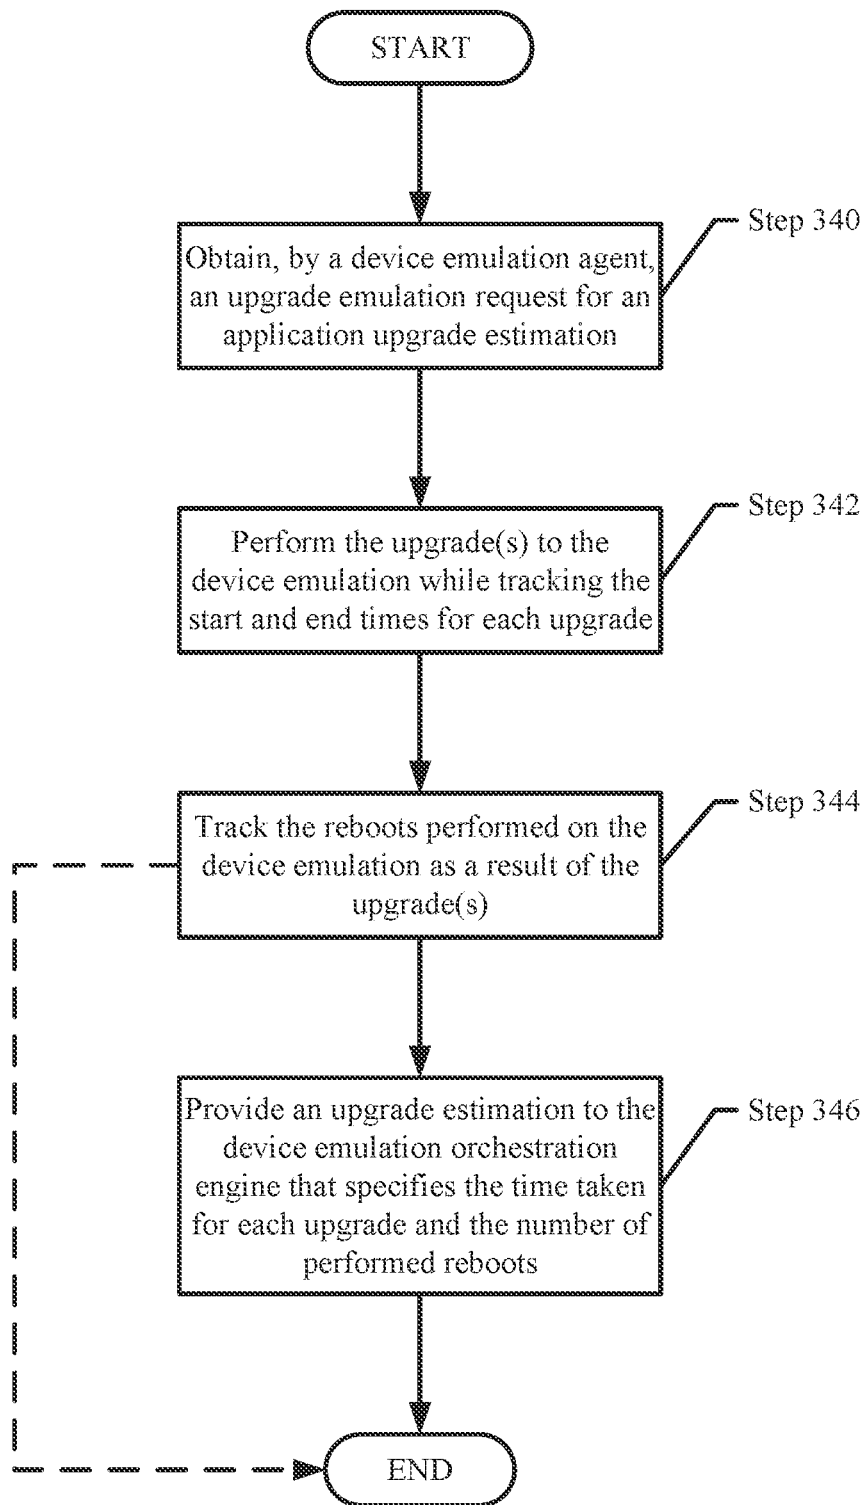 START
Step 340
Obtain, by a device emulation agent,
an upgrade emulation request for an
application upgrade estimation
Step 342
Perform the upgrade(s) to the
device emulation while tracking the
start and end times for each upgrade
Step 344
Track the reboots performed on the
device emulation as a result of the
upgrade(s)
Step 346
Provide an upgrade estimation to the
device emulation orchestration
engine that specifies the time taken
for each upgrade and the number of
performed reboots
END